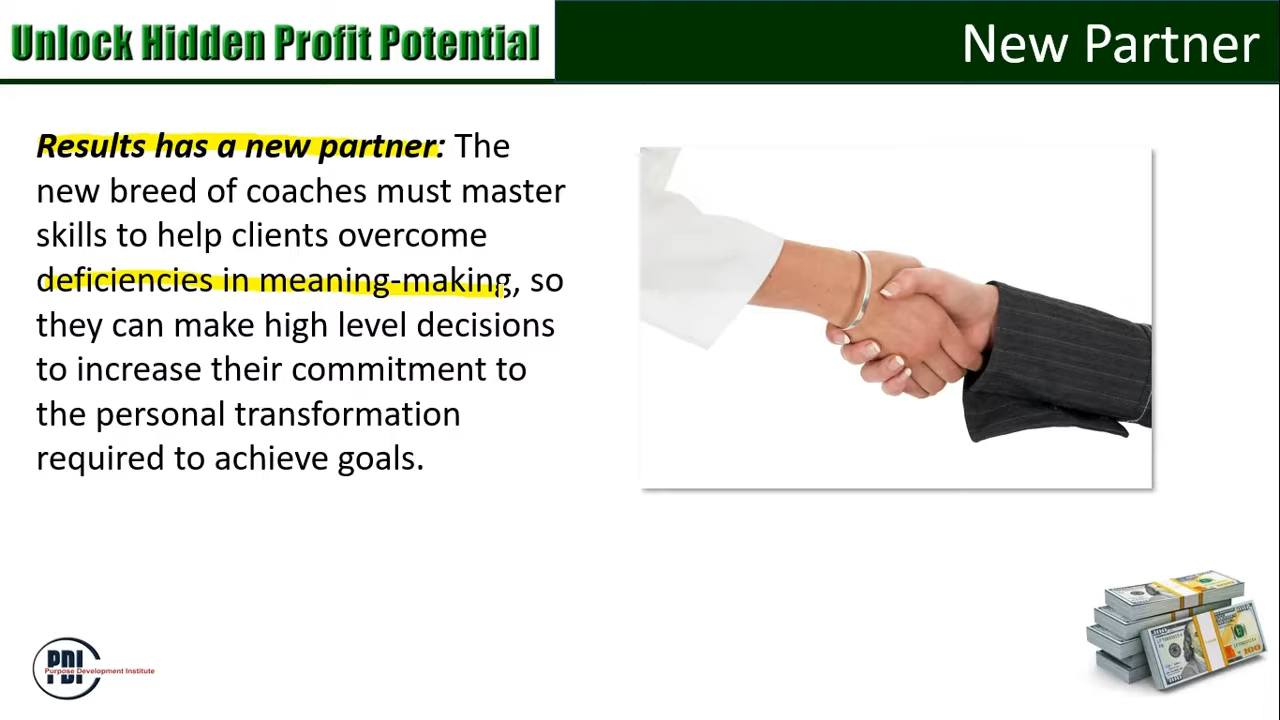 Unlock Hidden Profit Potential
New Partner
Results has a new partner: The
new breed of coaches must master
skills to help clients overcome
deficiencies in meaning-making, so
they can make high level decisions
to increase their commitment to
the personal transformation
required to achieve goals.
PDI
Purpose Development Institute
100